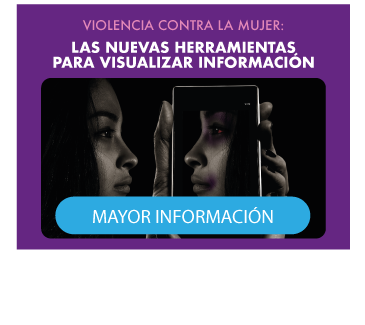 VIOLENCIA CONTRA LA MUJER:
LAS NUEVAS HERRAMIENTAS
PARA VISUALIZAR INFORMACIÓN
MAYOR INFORMACIÓN